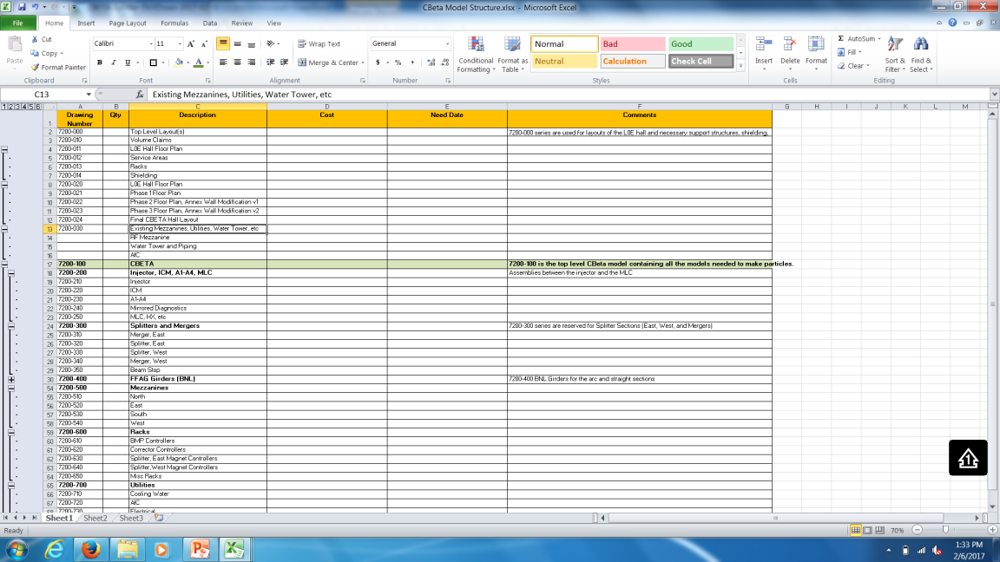 CBeta Model Structure.xlsx - Microsoft Excel
File Home Insert Page Layout Formulas Data Review View
Paste
Cut
Copy
Format Painter
Clipboard
Calibri 11
B I U
Font
Wrap Text
Merge & Center
Alignment
General
$ % ,
Number
Conditional Formatting
Format as Table
Normal Bad Good
Neutral Calculation Check Cell
Styles
Insert Delete Format
Cells
Σ AutoSum
Fill
Clear
Sort & Filter
Find & Select
Editing
C13 fx Existing Mezzanines, Utilities, Water Tower, etc
1 2 3 4 5 6 A B C D E F G H I J K L M
1 Drawing Number Qty Description Cost Need Date Comments
2 7200-000 Top Level Layout(s) 7200-000 series are used for layouts of the L0E hall and necessary support structures, shielding,
3 7200-010 Volume Claims
4 7200-011 L0E Hall Floor Plan
5 7200-012 Service Areas
6 7200-013 Racks
7 7200-014 Shielding
8 7200-020 L0E Hall Floor Plan
9 7200-021 Phase 1 Floor Plan
10 7200-022 Phase 2 Floor Plan, Annex Wall Modification v1
11 7200-023 Phase 3 Floor Plan, Annex Wall Modification v2
12 7200-024 Final CBETA Hall Layout
13 7200-030 Existing Mezzanines, Utilities, Water Tower, etc
14 RF Mezzanine
15 Water Tower and Piping
16 A/C
17 7200-100 CBETA 7200-100 is the top level CBeta model containing all the models needed to make particles.
18 7200-200 Injector, ICM, A1-A4, MLC Assemblies between the injector and the MLC
19 7200-210 Injector
20 7200-220 ICM
21 7200-230 A1-A4
22 7200-240 Mirrored Diagnostics
23 7200-250 MLC, HX, etc
24 7200-300 Splitters and Mergers 7200-300 series are reserved for Splitter Sections (East, West, and Mergers)
25 7200-310 Merger, East
26 7200-320 Splitter, East
27 7200-330 Splitter, West
28 7200-340 Merger, West
29 7200-350 Beam Stop
30 7200-400 FFAG Girders (BNL) 7200-400 BNL Girders for the arc and straight sections
54 7200-500 Mezzanines
55 7200-510 North
56 7200-520 East
57 7200-530 South
58 7200-540 West
59 7200-600 Racks
60 7200-610 BMP Controllers
61 7200-620 Corrector Controllers
62 7200-630 Splitter, East Magnet Controllers
63 7200-640 Splitter,West Magnet Controllers
64 7200-650 Misc Racks
65 7200-700 Utilities
66 7200-710 Cooling Water
67 7200-720 A/C
68 7200-730 Electrical
Sheet1 Sheet2 Sheet3
Ready 70%
1:33 PM
2/6/2017